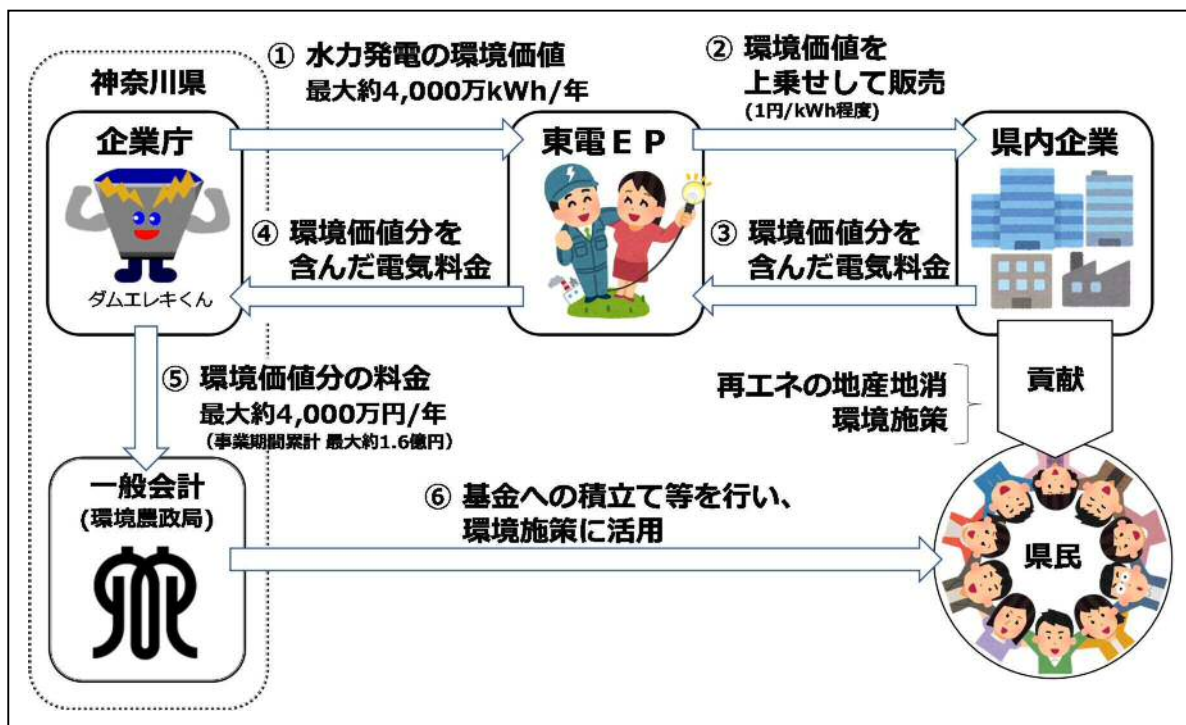 神奈川県
企業庁
ダムエレキくん
① 水力発電の環境価値
最大約4,000万kWh/年
東電EP
② 環境価値を
上乗せして販売
(1円/kWh程度)
県内企業
③ 環境価値分を
含んだ電気料金
④ 環境価値分を
含んだ電気料金
⑤ 環境価値分の料金
最大約4,000万円/年
(事業期間累計 最大約1.6億円)
再エネの地産地消
環境施策
貢献
一般会計
(環境農政局)
⑥ 基金への積立て等を行い、
環境施策に活用
県民